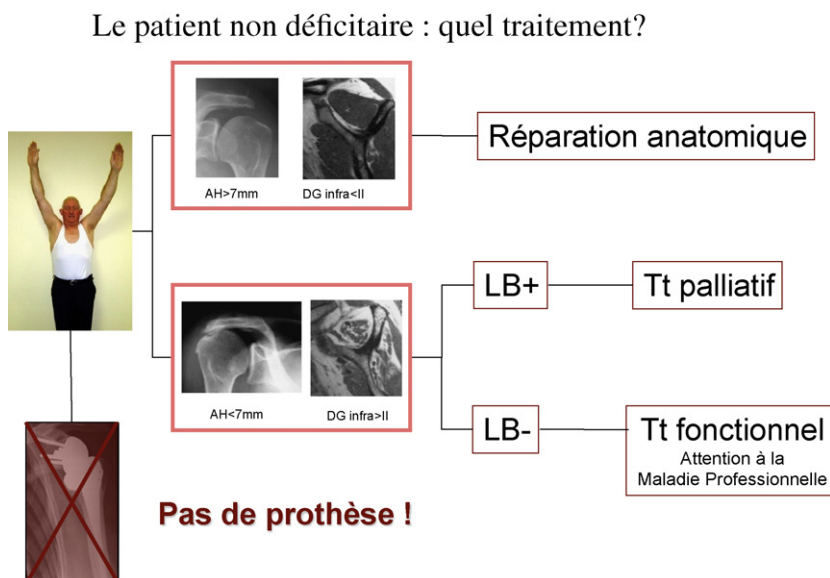 Le patient non déficitaire : quel traitement?
AH>7mm
DG infra<II
Réparation anatomique
AH<7mm
DG infra>II
LB+
Tt palliatif
LB-
Tt fonctionnel
Attention à la
Maladie Professionnelle
Pas de prothèse !